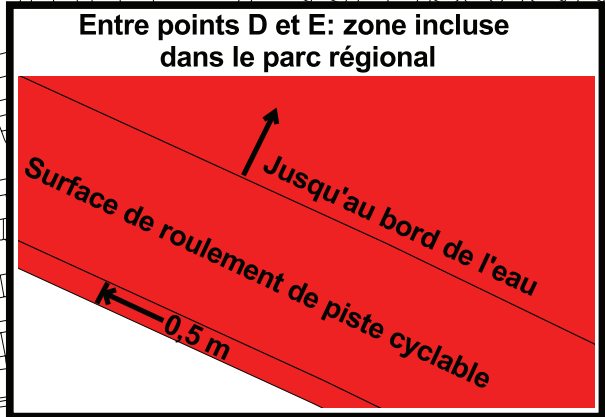 Entre points D et E: zone incluse
dans le parc régional
Jusqu'au bord de l'eau
Surface de roulement de piste cyclable
0,5 m